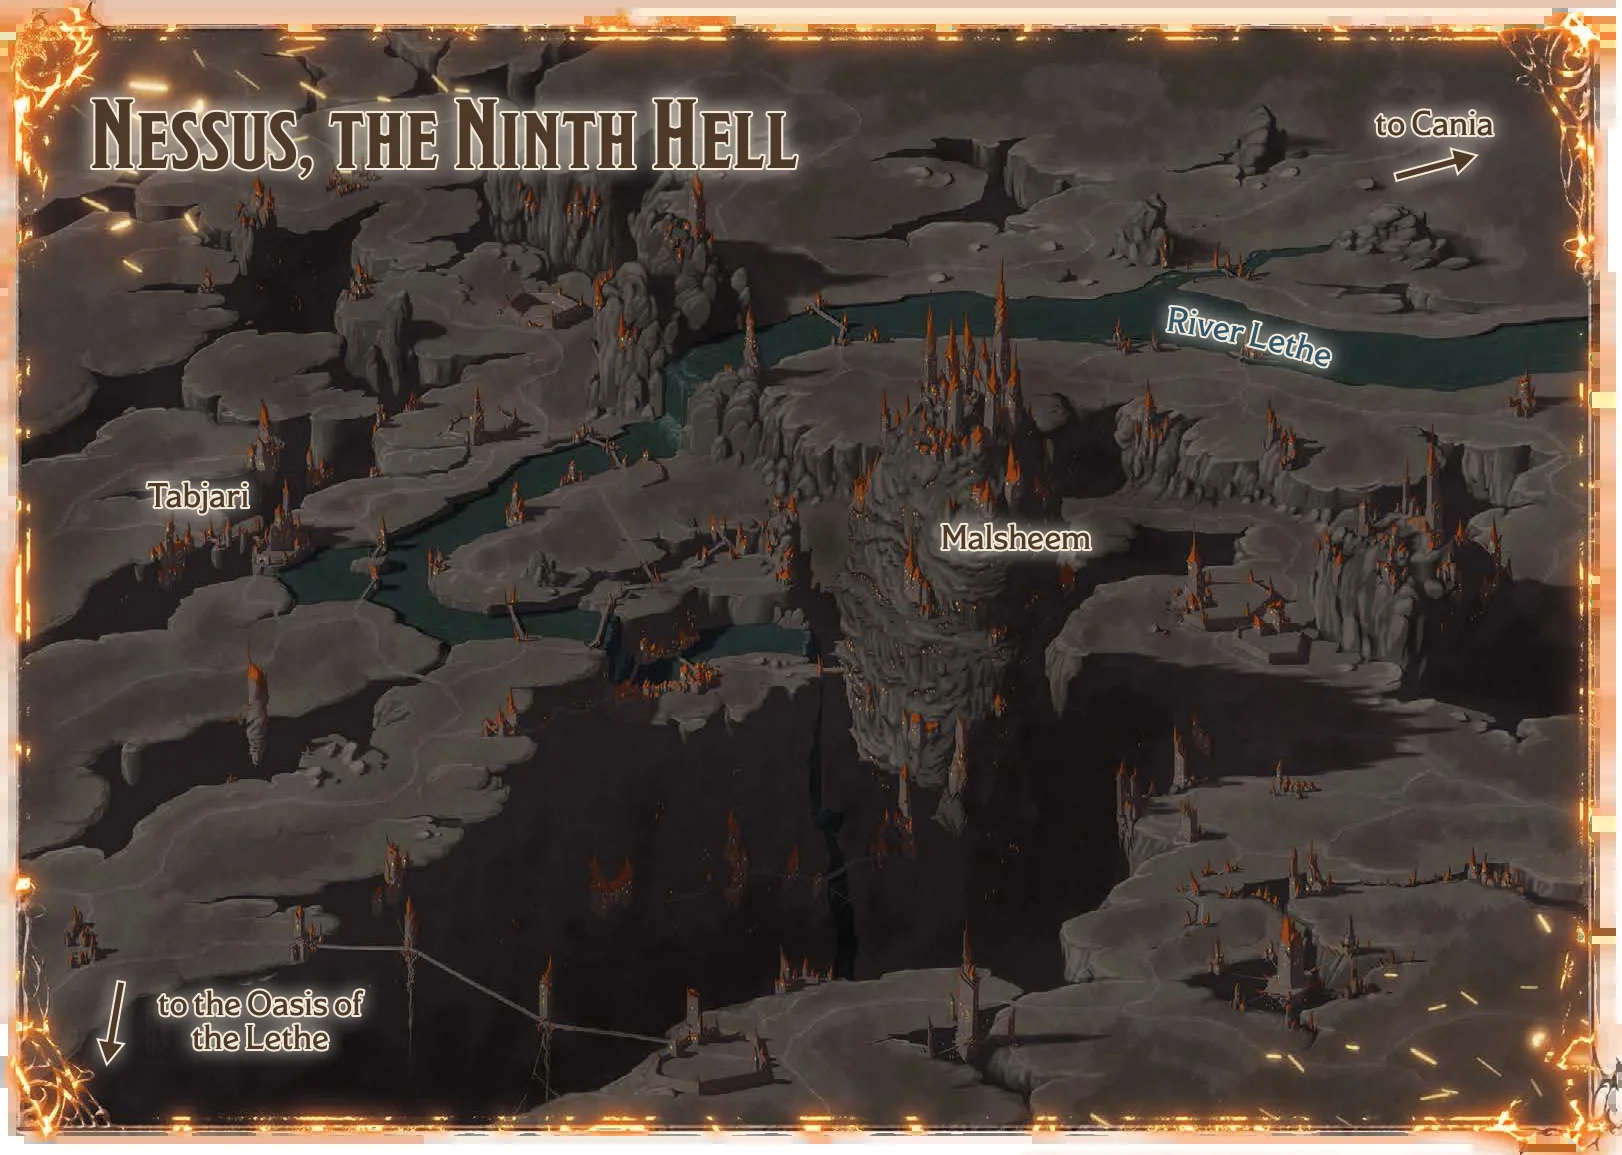 Nessus, the Ninth Hell
to Cania
River Lethe
Tabjari
Malsheem
to the Oasis of
the Lethe